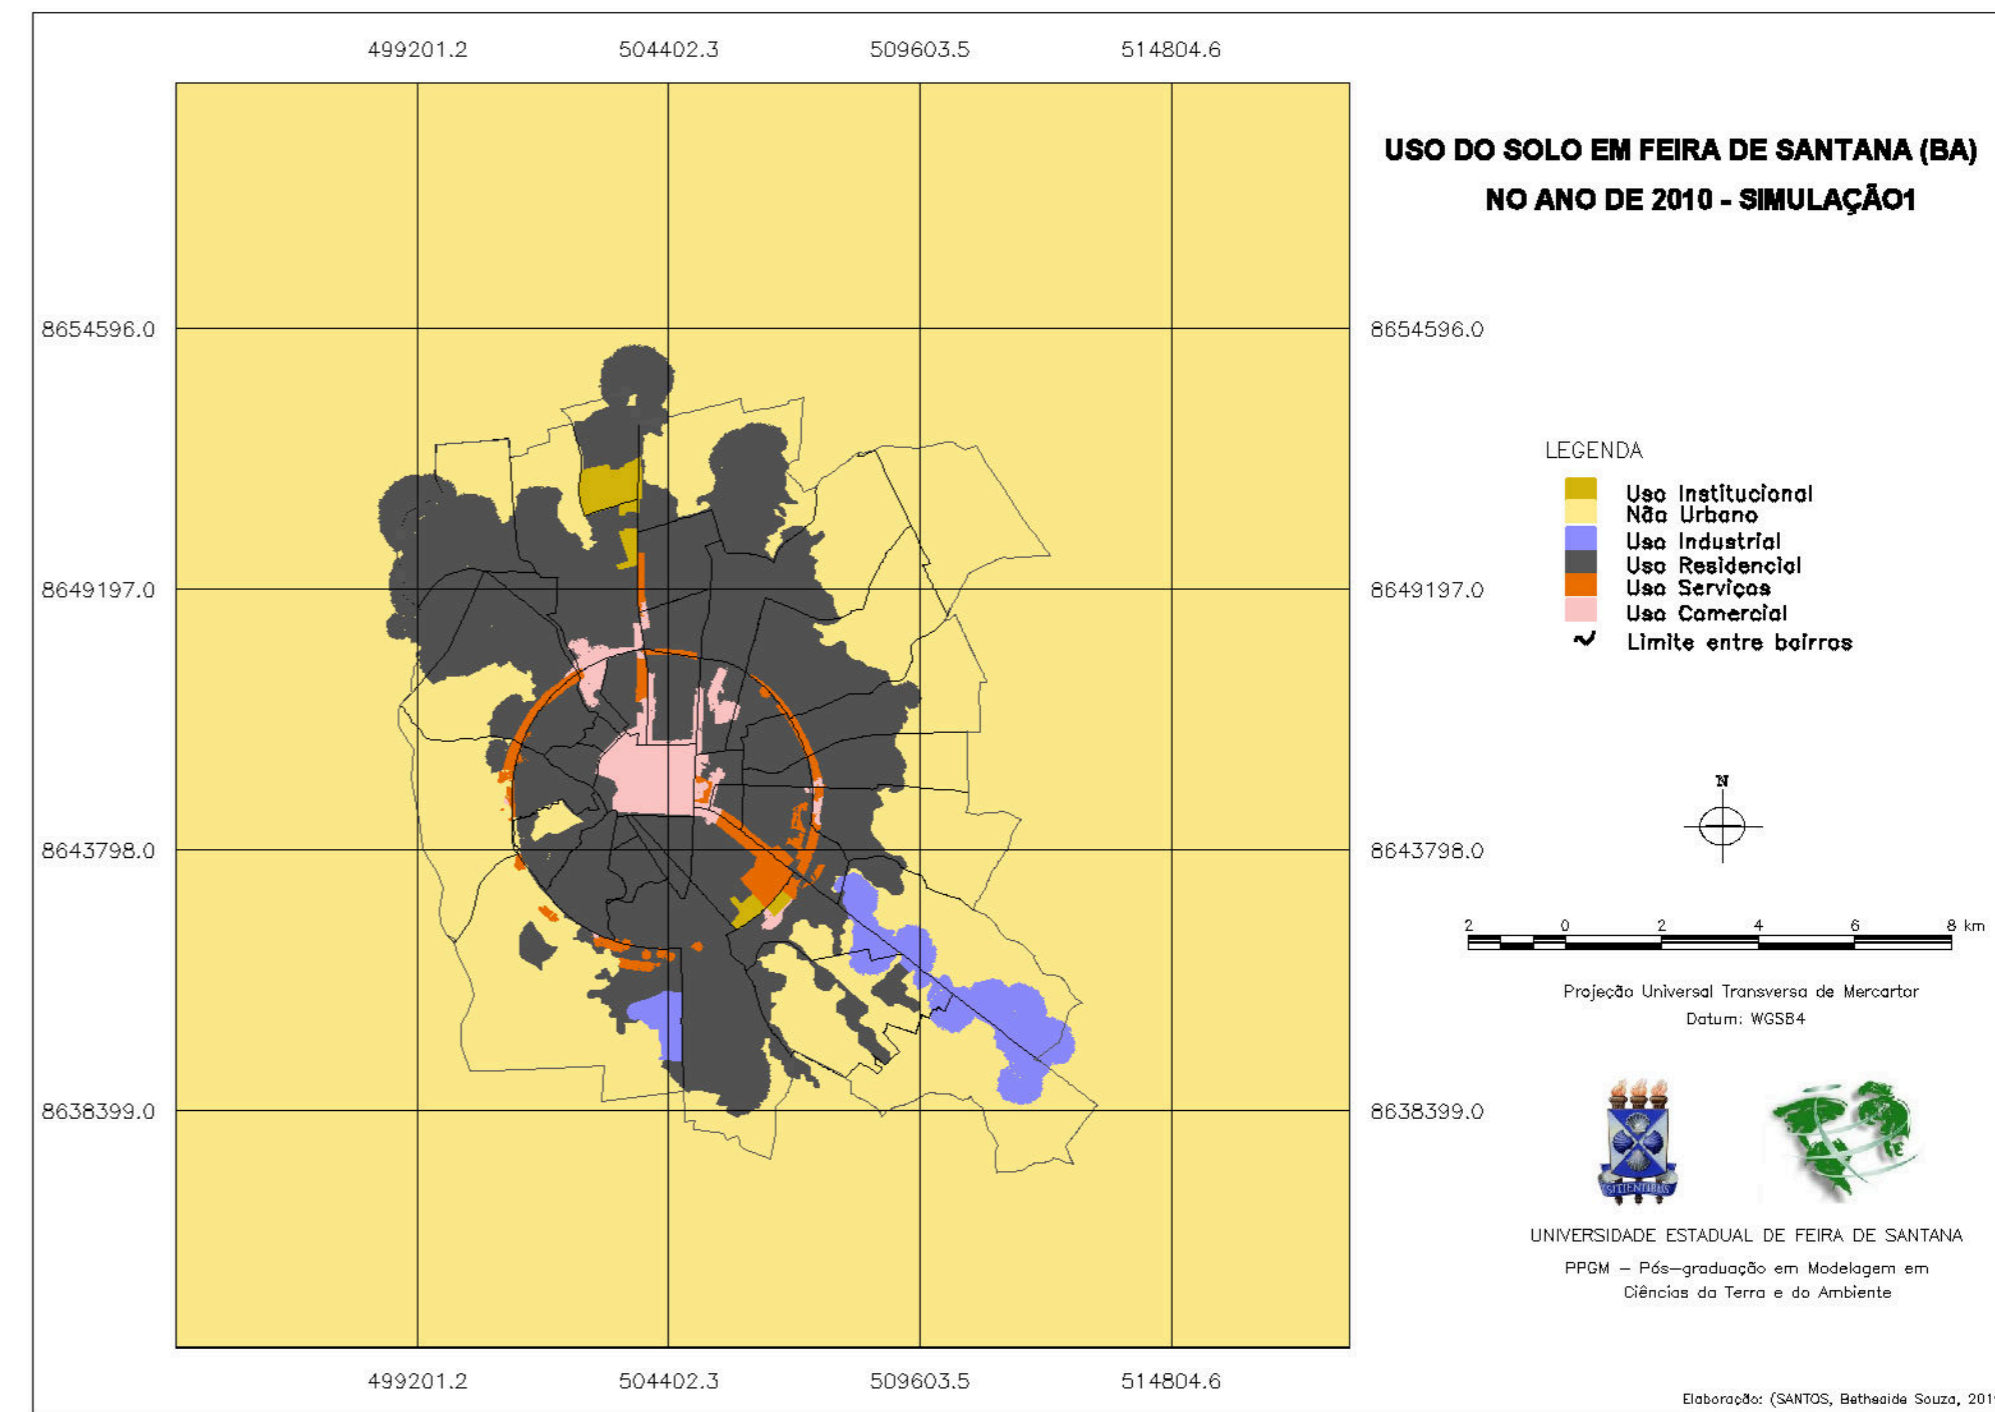 499201.2 504402.3 509603.5 514804.6
USO DO SOLO EM FEIRA DE SANTANA (BA)
NO ANO DE 2010 - SIMULAÇÃO1
8654596.0 8654596.0
LEGENDA
Uso Institucional
Não Urbano
Uso Industrial
Uso Residencial
Uso Serviços
Uso Comercial
Limite entre bairros
8649197.0 8649197.0
N
8643798.0 8643798.0
2 0 2 4 6 8 km
Projeção Universal Transversa de Mercartor
Datum: WGS84
8638399.0 8638399.0
SITIENTIBUS
UNIVERSIDADE ESTADUAL DE FEIRA DE SANTANA
PPGM – Pós-graduação em Modelagem em
Ciências da Terra e do Ambiente
499201.2 504402.3 509603.5 514804.6
Elaboração: (SANTOS, Bethsaide Souza, 201